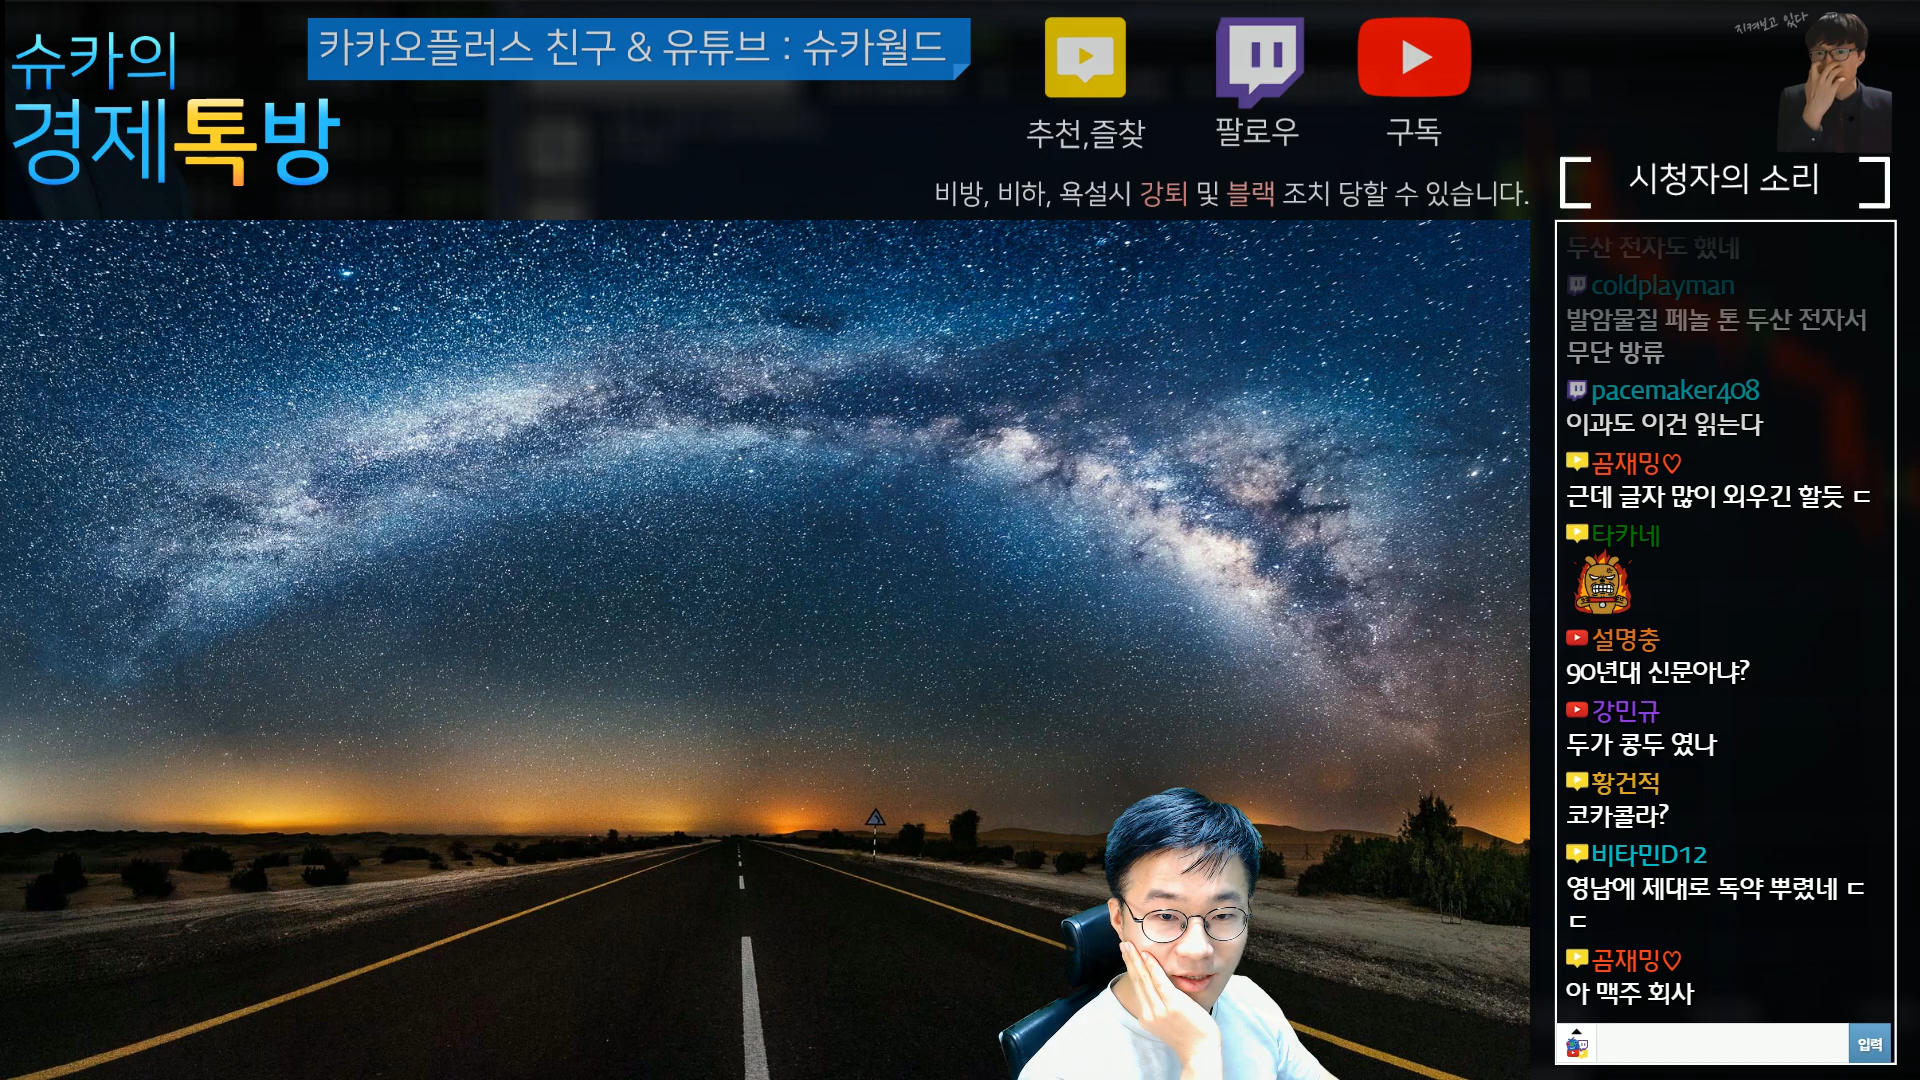 슈카의
경제톡방
카카오플러스 친구 & 유튜브 : 슈카월드
추천,즐찾
팔로우
구독
비방, 비하, 욕설시 강퇴 및 블랙 조치 당할 수 있습니다.
지켜보고 있다
시청자의 소리
두산 전자도 했네
coldplayman
발암물질 페놀 톤 두산 전자서
무단 방류
pacemaker408
이과도 이건 읽는다
곰재밍♡
근데 글자 많이 외우긴 할듯 ㄷ
타카네
설명충
90년대 신문아냐?
강민규
두가 콩두 였나
황건적
코카콜라?
비타민D12
영남에 제대로 독약 뿌렸네 ㄷ
ㄷ
곰재밍♡
아 맥주 회사
입력